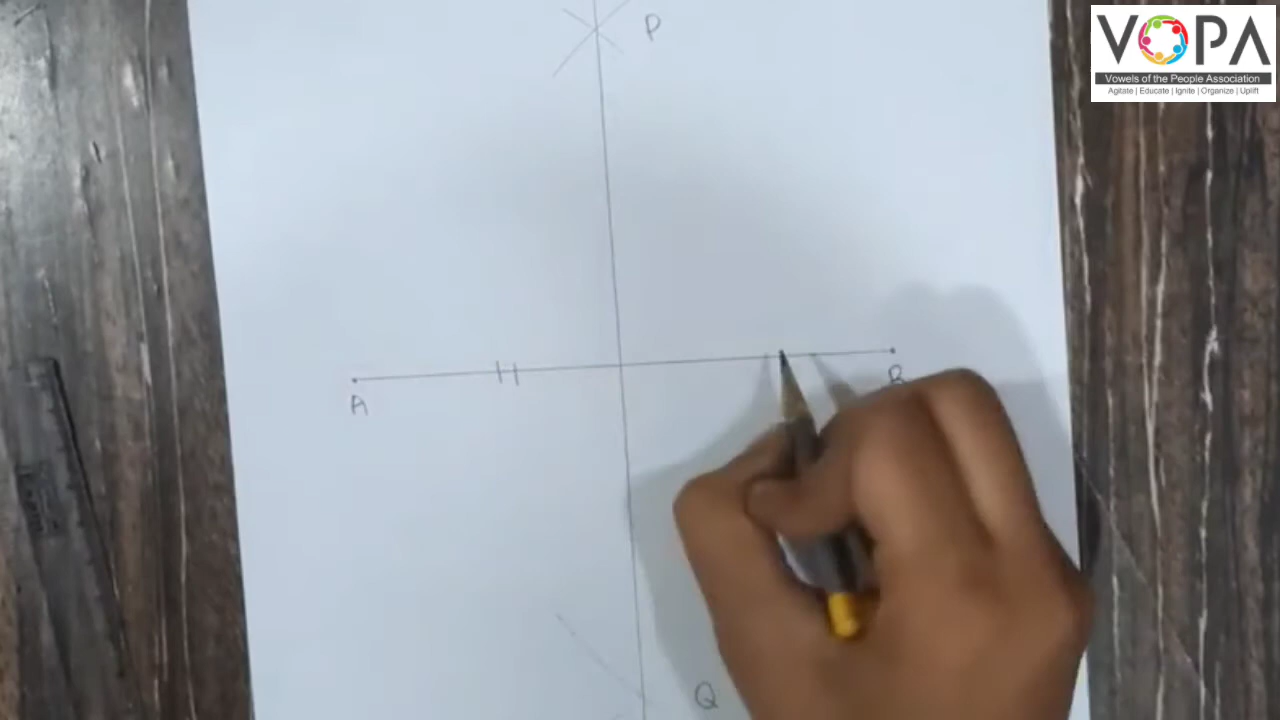 VOPA
Vowels of the People Association
Agitate | Educate | Ignite | Organize | Uplift
P
A
B
Q